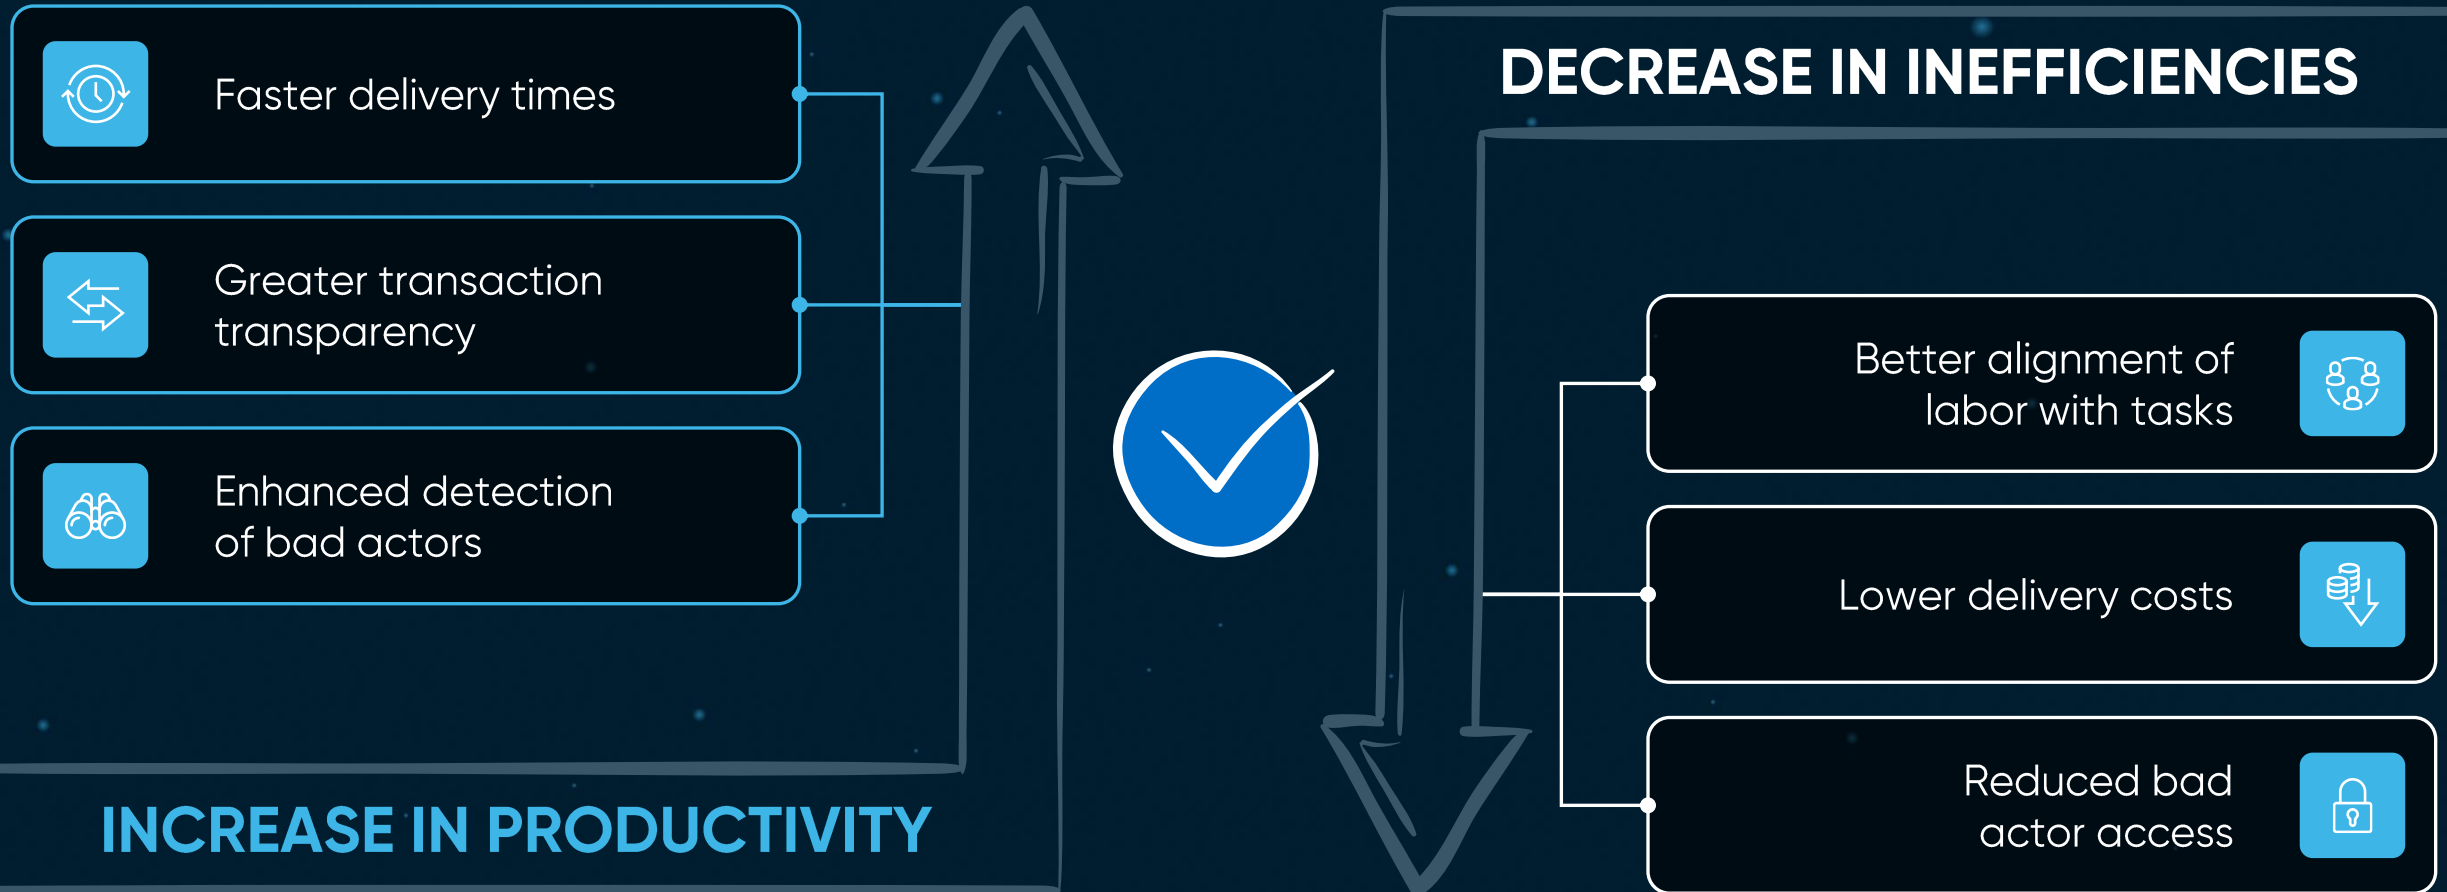 Faster delivery times
Greater transaction
transparency
Enhanced detection
of bad actors
INCREASE IN PRODUCTIVITY
DECREASE IN INEFFICIENCIES
Better alignment of
labor with tasks
Lower delivery costs
Reduced bad
actor access